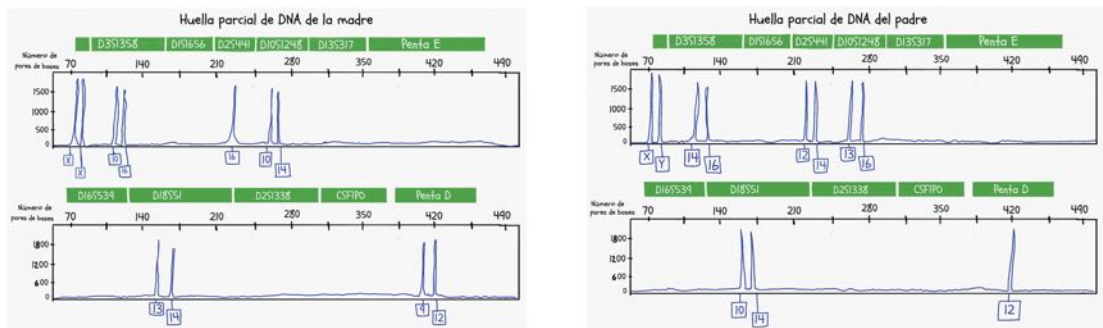 Huella parcial de DNA de la madre
D3S1358 D1S1656 D2S441 D10S1248 D13S317 Penta E
Número de
pares de bases
70 140 210 280 350 420 490
1500
1000
500
0
X X 10 16 16 10 14
D16S539 D18S51 D2S1338 CSF1PO Penta D
Número de
pares de bases
70 140 210 280 350 420 490
1800
1200
600
0
13 14 9 12
Huella parcial de DNA del padre
D3S1358 D1S1656 D2S441 D10S1248 D13S317 Penta E
Número de
pares de bases
70 140 210 280 350 420 490
1500
1000
500
0
X Y 14 16 12 14 13 16
D16S539 D18S51 D2S1338 CSF1PO Penta D
Número de
pares de bases
70 140 210 280 350 420 490
1800
1200
600
0
10 14 12